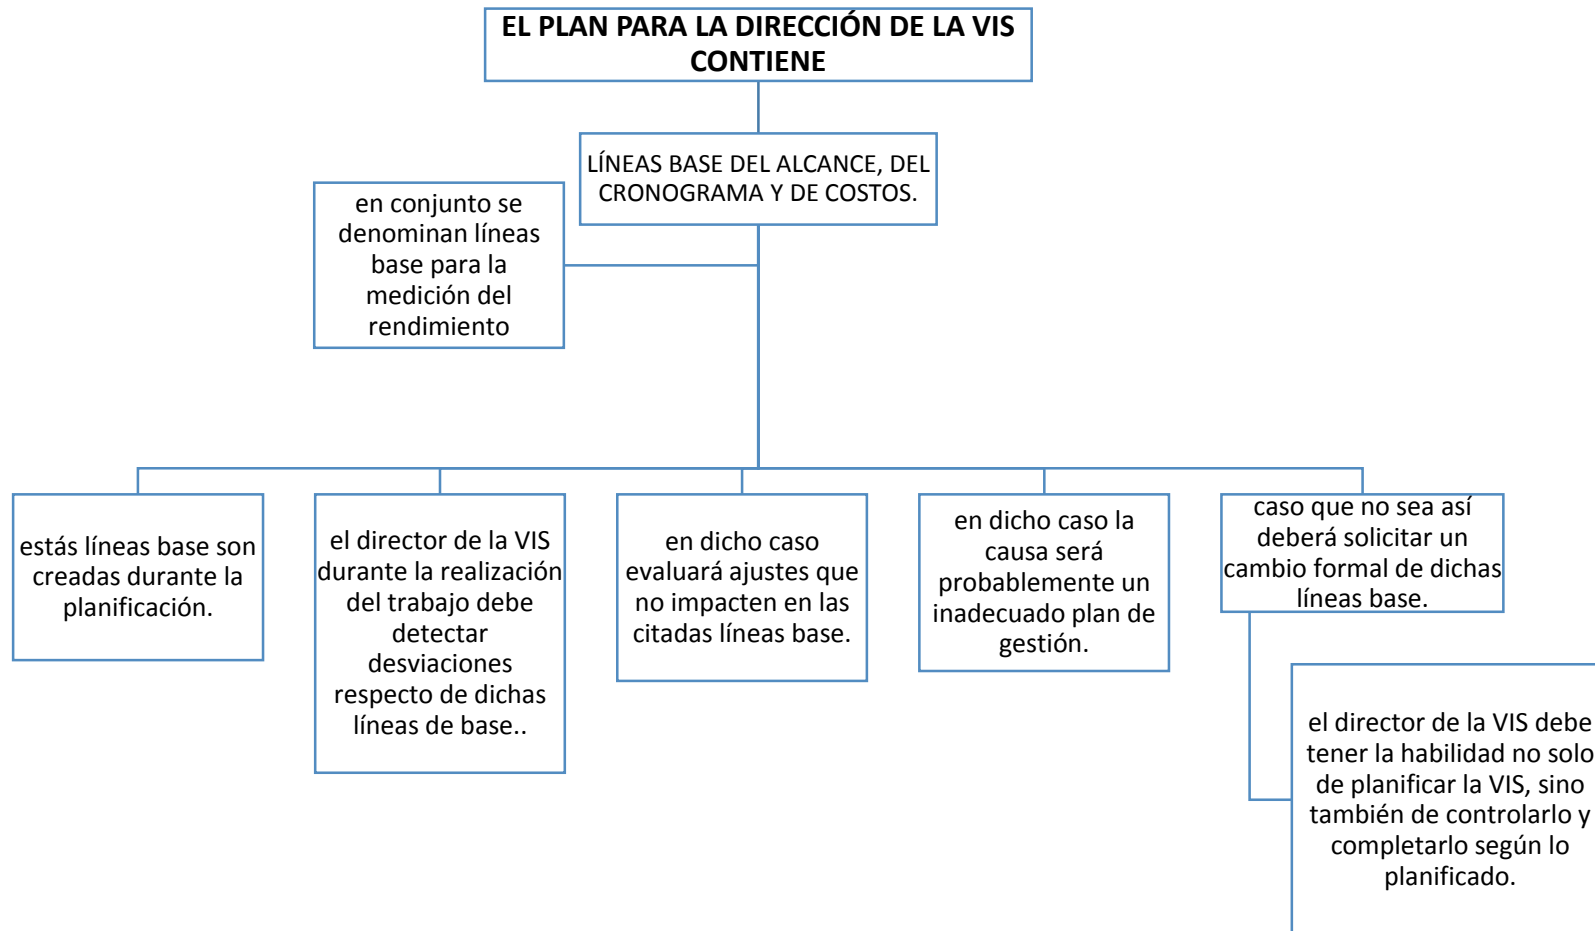 EL PLAN PARA LA DIRECCIÓN DE LA VIS
CONTIENE
LÍNEAS BASE DEL ALCANCE, DEL
CRONOGRAMA Y DE COSTOS.
en conjunto se
denominan líneas
base para la
medición del
rendimiento
estás líneas base son
creadas durante la
planificación.
el director de la VIS
durante la realización
del trabajo debe
detectar
desviaciones
respecto de dichas
líneas de base..
en dicho caso
evaluará ajustes que
no impacten en las
citadas líneas base.
en dicho caso la
causa será
probablemente un
inadecuado plan de
gestión.
caso que no sea así
deberá solicitar un
cambio formal de dichas
líneas base.
el director de la VIS debe
tener la habilidad no solo
de planificar la VIS, sino
también de controlarlo y
completarlo según lo
planificado.